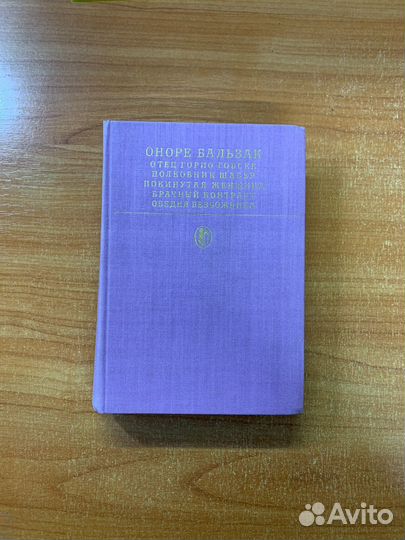 ОНОРЕ БАЛЬЗАК
ОТЕЦ ГОРИО ГОБСЕК
ПОЛКОВНИК ШАБЕР
ПОКИНУТАЯ ЖЕНЩИНА
БРАЧНЫЙ КОНТРАКТ
ОБЕДНЯ БЕЗБОЖНИКА
Avito